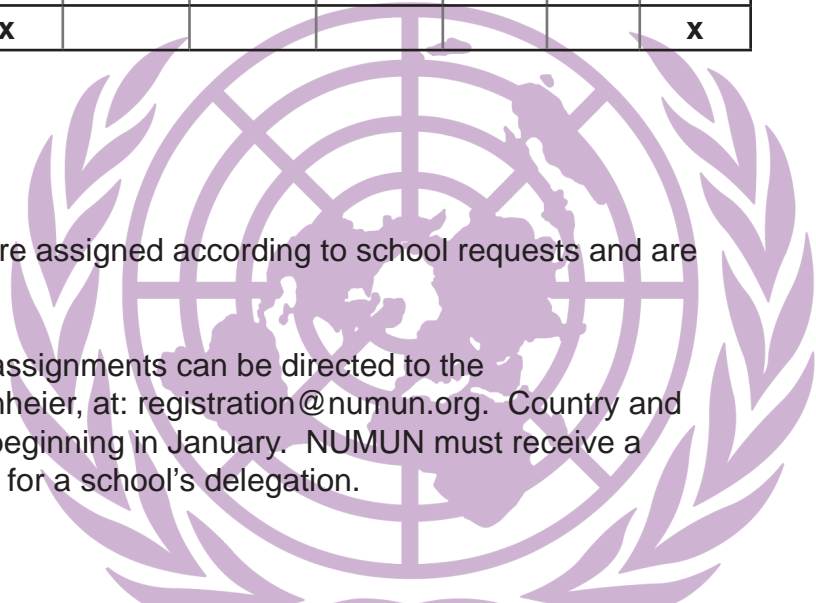 x x
re assigned according to school requests and are
assignments can be directed to the
nheier, at: registration@numun.org. Country and
beginning in January. NUMUN must receive a
for a school's delegation.